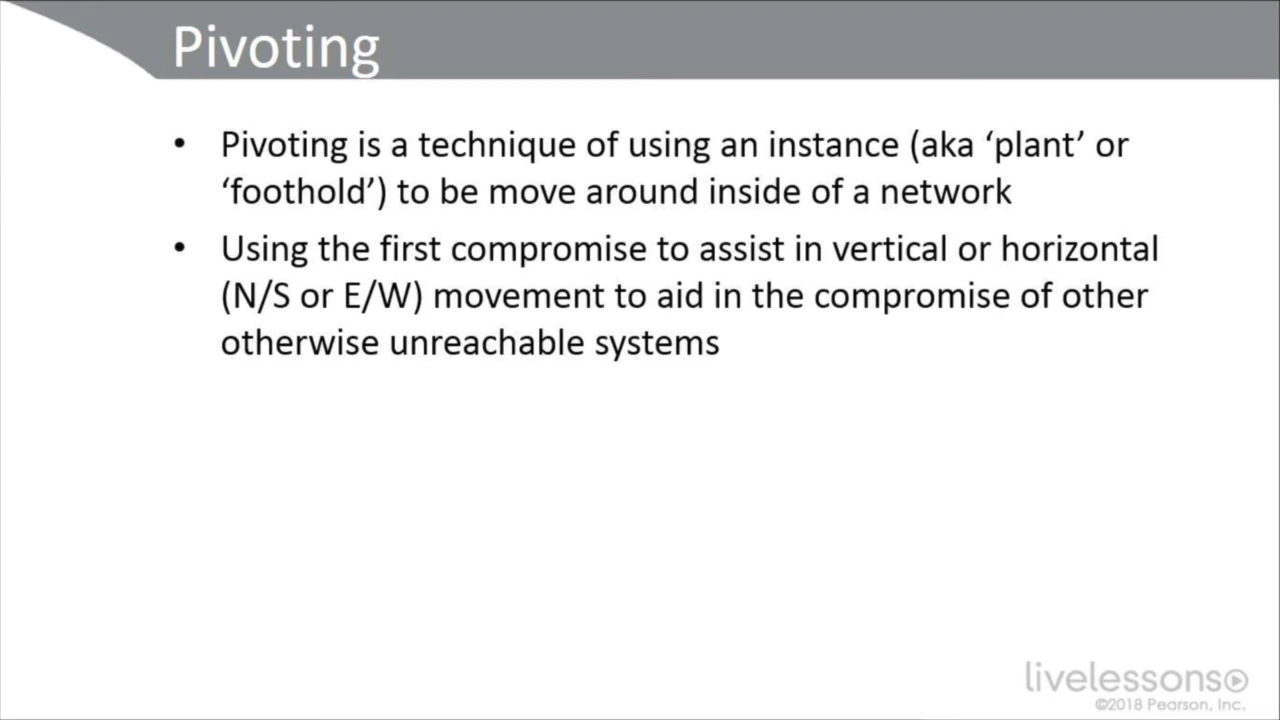 Pivoting
• Pivoting is a technique of using an instance (aka ‘plant’ or
‘foothold’) to be move around inside of a network
• Using the first compromise to assist in vertical or horizontal
(N/S or E/W) movement to aid in the compromise of other
otherwise unreachable systems
livelessons
©2018 Pearson, Inc.